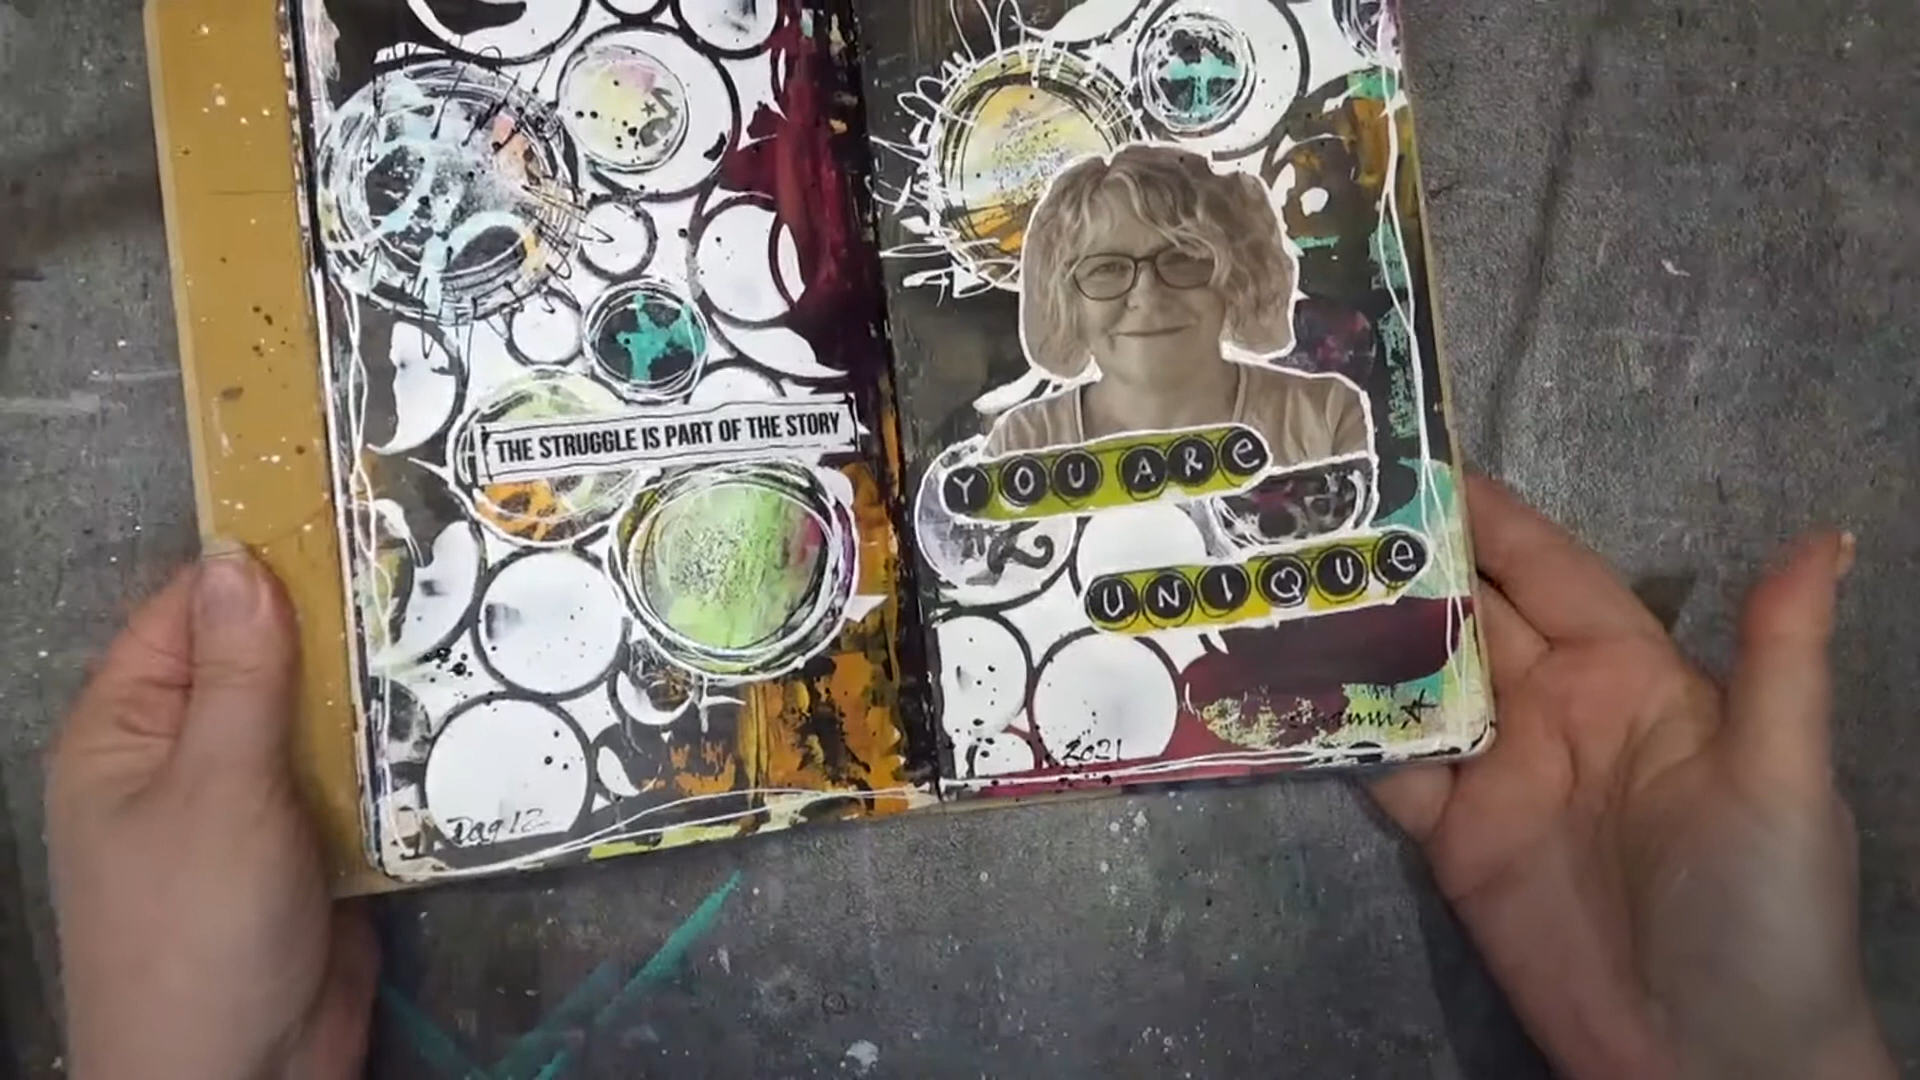 THE STRUGGLE IS PART OF THE STORY
YOU ARe
UNIQUe
2021
Dag 12